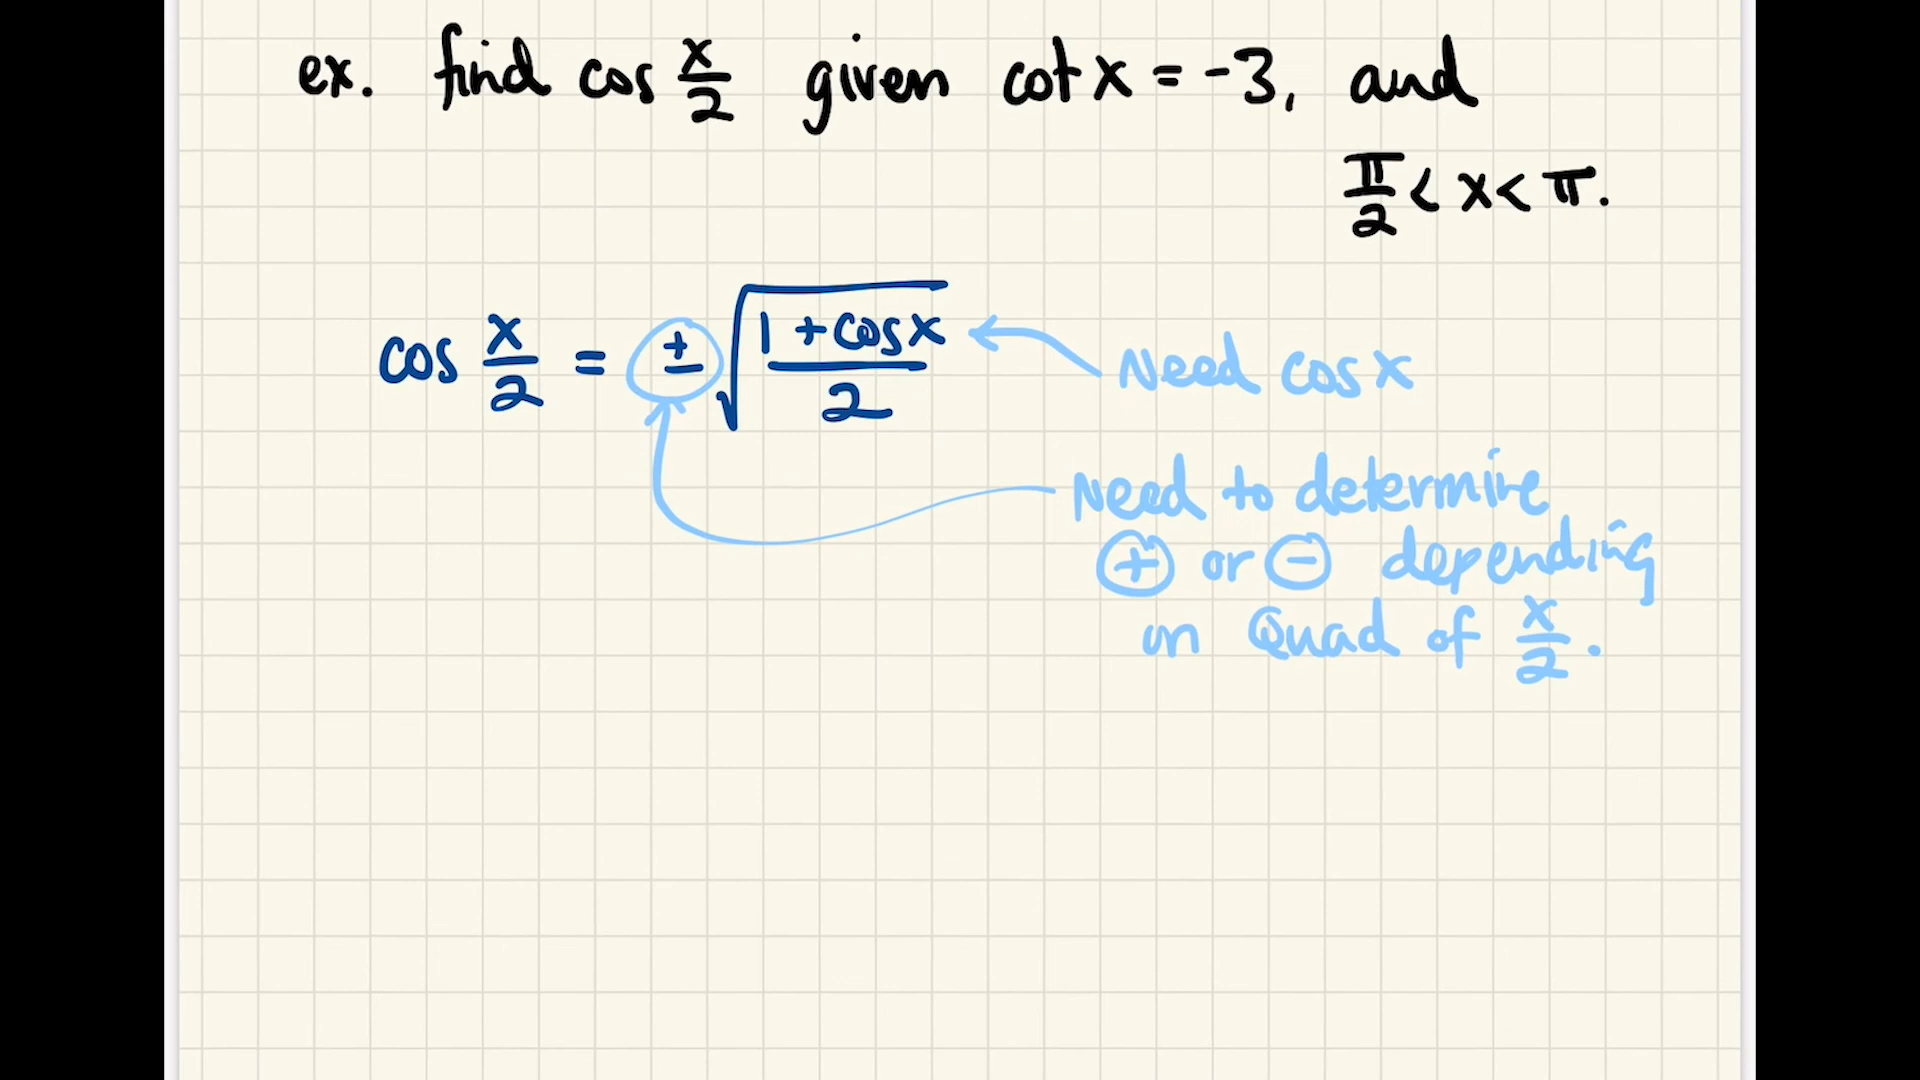 ex. find cos x/2 given cot x = -3, and
π/2 < x < π.
cos x/2 = ± √((1 + cos x)/2)
Need cos x
Need to determine
⊕ or ⊖ depending
on Quad of x/2.